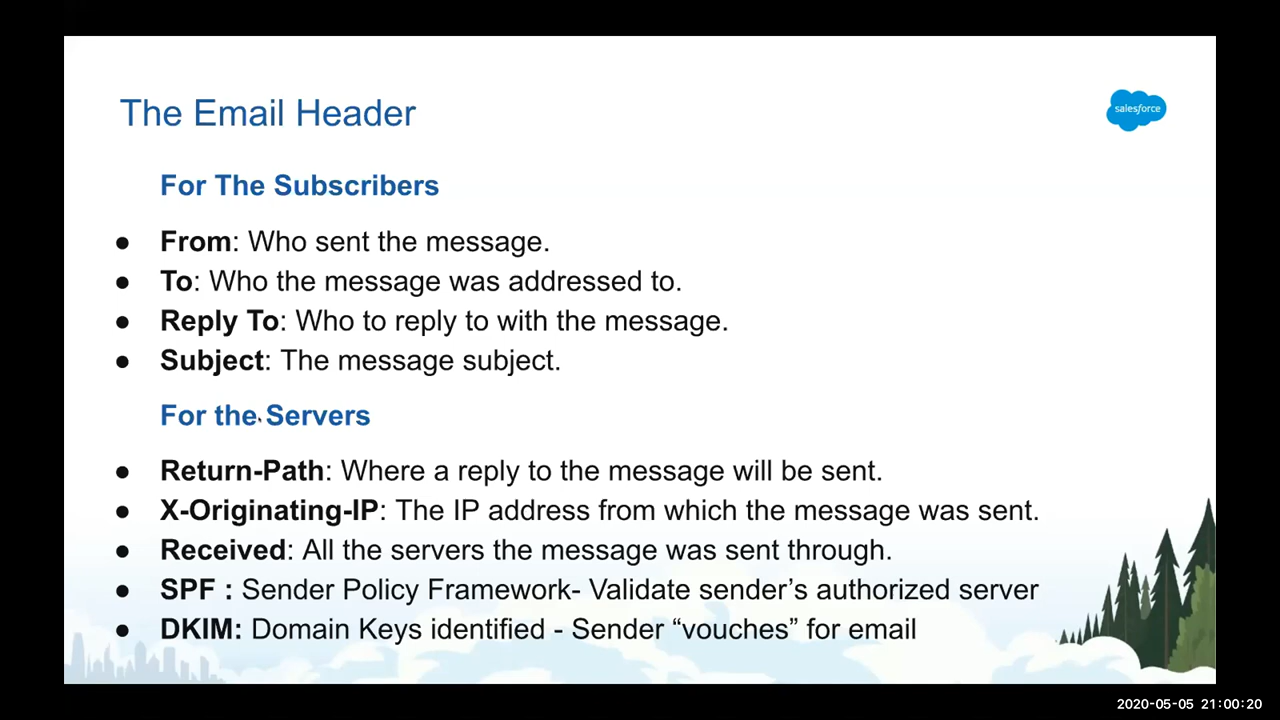 The Email Header
salesforce
For The Subscribers
● From: Who sent the message.
● To: Who the message was addressed to.
● Reply To: Who to reply to with the message.
● Subject: The message subject.
For the Servers
● Return-Path: Where a reply to the message will be sent.
● X-Originating-IP: The IP address from which the message was sent.
● Received: All the servers the message was sent through.
● SPF : Sender Policy Framework- Validate sender’s authorized server
● DKIM: Domain Keys identified - Sender “vouches” for email
2020-05-05 21:00:20